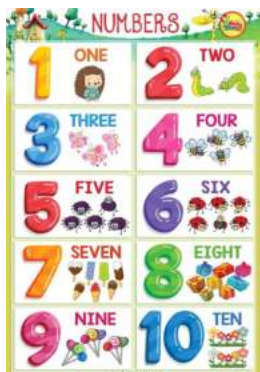 NUMBERS
1 ONE
2 TWO
3 THREE
4 FOUR
5 FIVE
6 SIX
7 SEVEN
8 EIGHT
9 NINE
10 TEN